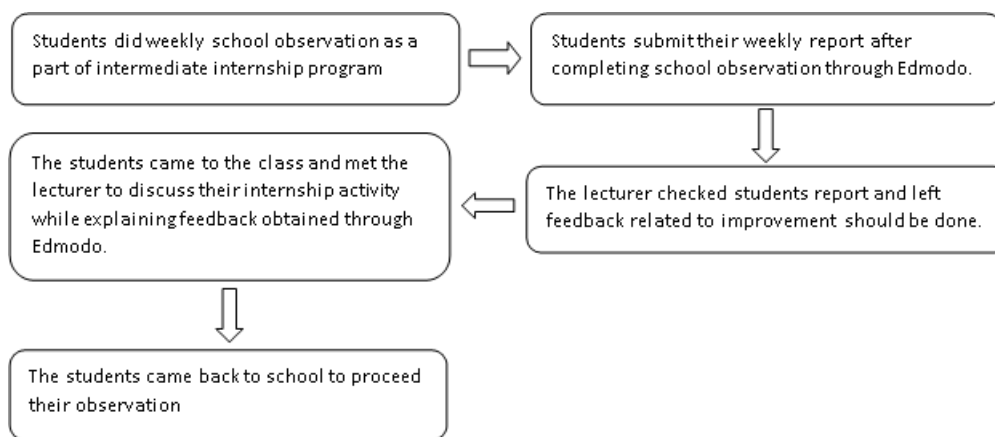 Students did weekly school observation as a
part of intermediate internship program
Students submit their weekly report after
completing school observation through Edmodo.
The lecturer checked students report and left
feedback related to improvement should be done.
The students came to the class and met the
lecturer to discuss their internship activity
while explaining feedback obtained through
Edmodo.
The students came back to school to proceed
their observation